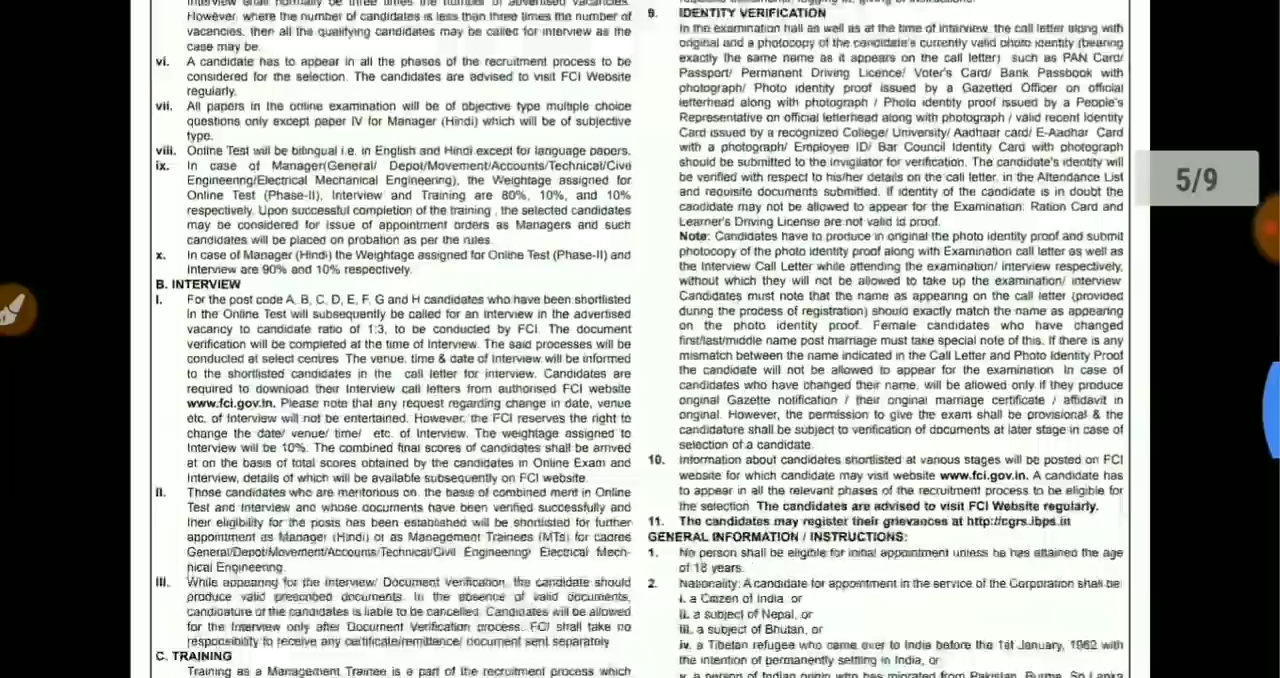 Interview shall normally be three times the number of advertised vacancies.
However, where the number of candidates is less than three times the number of
vacancies, then all the qualifying candidates may be called for interview as the
case may be.
vi. A candidate has to appear in all the phases of the recruitment process to be
considered for the selection. The candidates are advised to visit FCI Website
regularly.
vii. All papers in the online examination will be of objective type multiple choice
questions only except paper IV for Manager (Hindi) which will be of subjective
type.
viii. Online Test will be bilingual i.e. in English and Hindi except for language papers.
ix. In case of Manager(General/ Depot/Movement/Accounts/Technical/Civil
Engineering/Electrical Mechanical Engineering), the Weightage assigned for
Online Test (Phase-II), Interview and Training are 80%, 10%, and 10%
respectively. Upon successful completion of the training , the selected candidates
may be considered for issue of appointment orders as Managers and such
candidates will be placed on probation as per the rules.
x. In case of Manager (Hindi) the Weightage assigned for Online Test (Phase-II) and
Interview are 90% and 10% respectively.
B. INTERVIEW
I. For the post code A, B, C, D, E, F, G and H candidates who have been shortlisted
in the Online Test will subsequently be called for an Interview in the advertised
vacancy to candidate ratio of 1:3, to be conducted by FCI. The document
verification will be completed at the time of Interview. The said processes will be
conducted at select centres. The venue, time & date of Interview will be informed
to the shortlisted candidates in the call letter for interview. Candidates are
required to download their Interview call letters from authorised FCI website
www.fci.gov.in. Please note that any request regarding change in date, venue
etc. of Interview will not be entertained. However, the FCI reserves the right to
change the date/ venue/ time/ etc. of Interview. The weightage assigned to
Interview will be 10%. The combined final scores of candidates shall be arrived
at on the basis of total scores obtained by the candidates in Online Exam and
Interview, details of which will be available subsequently on FCI website.
II. Those candidates who are meritorious on the basis of combined merit in Online
Test and Interview and whose documents have been verified successfully and
their eligibility for the posts has been established will be shortlisted for further
appointment as Manager (Hindi) or as Management Trainees (MTs) for cadres
General/Depot/Movement/Accounts/Technical/Civil Engineering/ Electrical Mech-
nical Engineering.
III. While appearing for the Interview/ Document Verification, the candidate should
produce valid prescribed documents. In the absence of valid documents,
candidature of the candidates is liable to be cancelled. Candidates will be allowed
for the Interview only after Document Verification process. FCI shall take no
responsibility to receive any certificate/remittance/ document sent separately
C. TRAINING
Training as a Management Trainee is a part of the recruitment process which
9. IDENTITY VERIFICATION
In the examination hall as well as at the time of interview, the call letter along with
original and a photocopy of the candidate's currently valid photo identity (bearing
exactly the same name as it appears on the call letter) such as PAN Card/
Passport/ Permanent Driving Licence/ Voter's Card/ Bank Passbook with
photograph/ Photo identity proof issued by a Gazetted Officer on official
letterhead along with photograph / Photo identity proof issued by a People's
Representative on official letterhead along with photograph / valid recent Identity
Card issued by a recognized College/ University/ Aadhaar card/ E-Aadhar Card
with a photograph/ Employee ID/ Bar Council Identity Card with photograph
should be submitted to the invigilator for verification. The candidate's identity will
be verified with respect to his/her details on the call letter, in the Attendance List
and requisite documents submitted. If identity of the candidate is in doubt the
candidate may not be allowed to appear for the Examination. Ration Card and
Learner's Driving License are not valid id proof.
Note: Candidates have to produce in original the photo identity proof and submit
photocopy of the photo identity proof along with Examination call letter as well as
the Interview Call Letter while attending the examination/ interview respectively,
without which they will not be allowed to take up the examination/ interview.
Candidates must note that the name as appearing on the call letter (provided
during the process of registration) should exactly match the name as appearing
on the photo identity proof. Female candidates who have changed
first/last/middle name post marriage must take special note of this. If there is any
mismatch between the name indicated in the Call Letter and Photo Identity Proof
the candidate will not be allowed to appear for the examination. In case of
candidates who have changed their name, will be allowed only if they produce
original Gazette notification / their original marriage certificate / affidavit in
original. However, the permission to give the exam shall be provisional & the
candidature shall be subject to verification of documents at later stage in case of
selection of a candidate.
10. Information about candidates shortlisted at various stages will be posted on FCI
website for which candidate may visit website www.fci.gov.in. A candidate has
to appear in all the relevant phases of the recruitment process to be eligible for
the selection. The candidates are advised to visit FCI Website regularly.
11. The candidates may register their grievances at http://cgrs.ibps.in
GENERAL INFORMATION / INSTRUCTIONS:
1. No person shall be eligible for initial appointment unless he has attained the age
of 18 years.
2. Nationality: A candidate for appointment in the service of the Corporation shall be:
i. a Citizen of India, or
ii. a subject of Nepal, or
iii. a subject of Bhutan, or
iv. a Tibetan refugee who came over to India before the 1st January, 1962 with
the intention of permanently settling in India, or
v. a person of Indian origin who has migrated from Pakistan, Burma, Sri Lanka
5/9